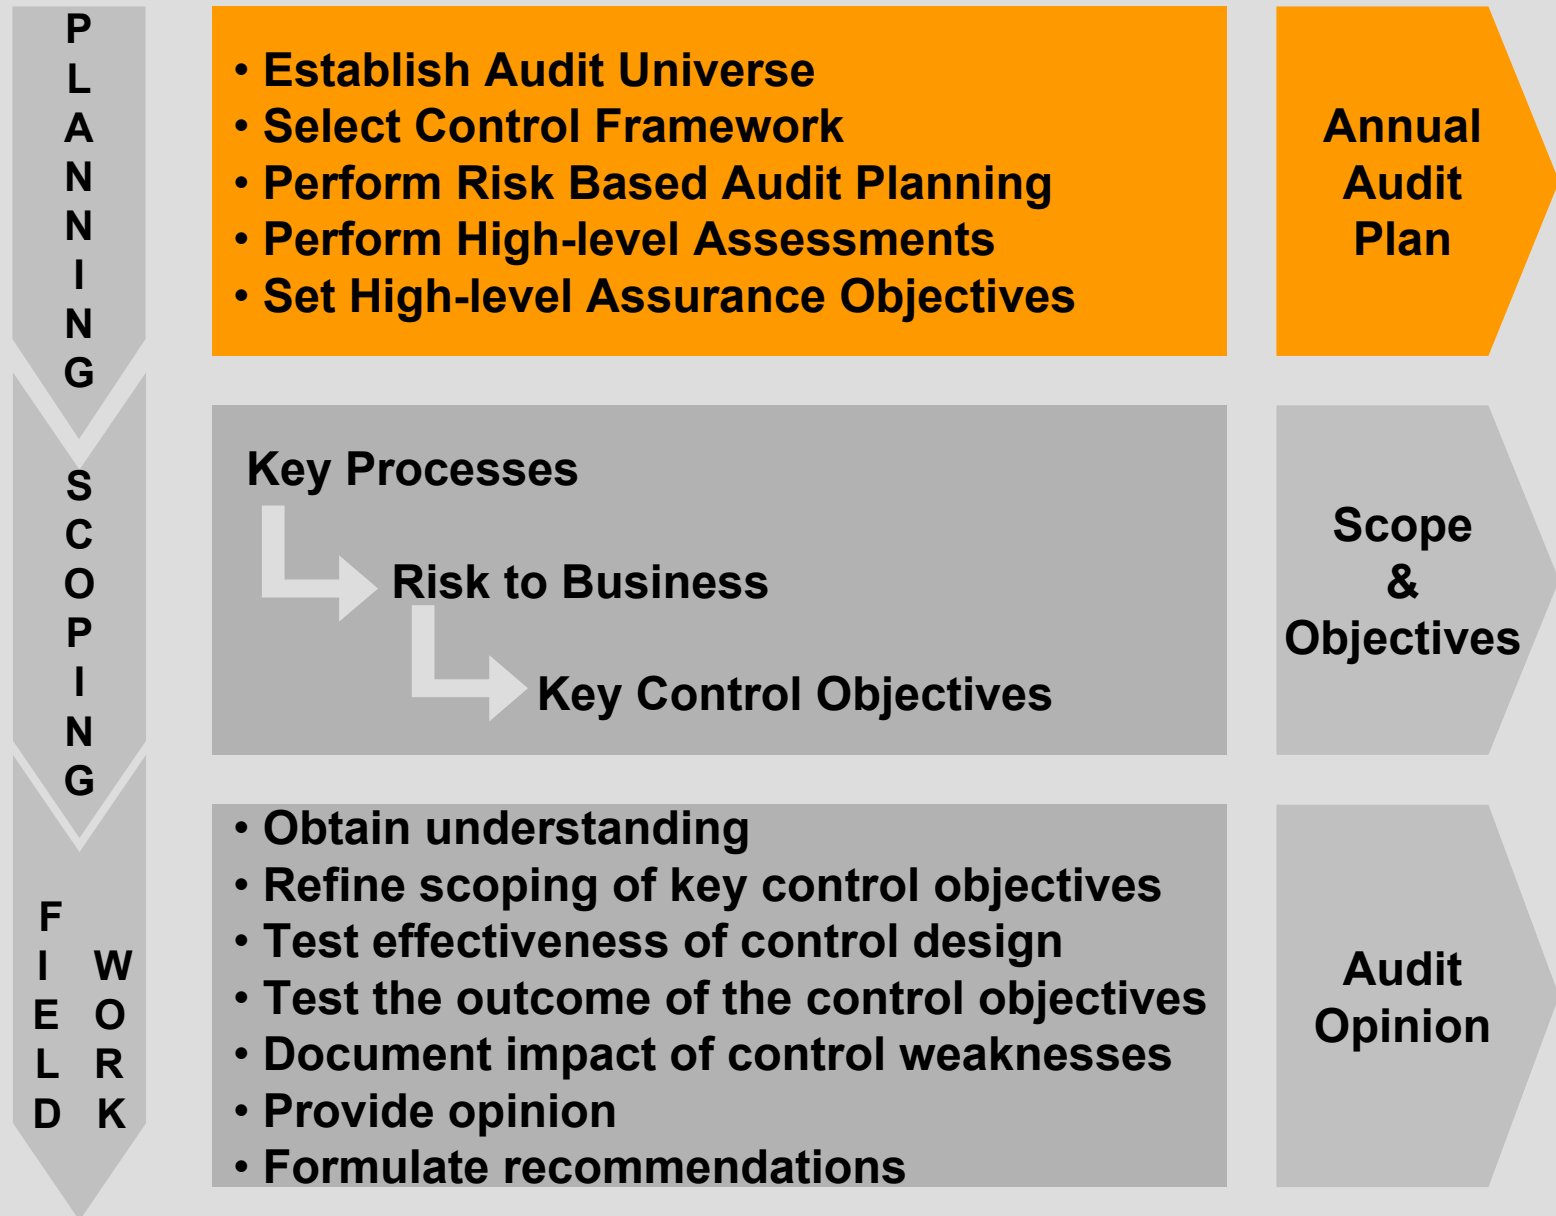 PLANNING
• Establish Audit Universe
• Select Control Framework
• Perform Risk Based Audit Planning
• Perform High-level Assessments
• Set High-level Assurance Objectives
Annual
Audit
Plan
SCOPING
Key Processes
Risk to Business
Key Control Objectives
Scope
&
Objectives
FIELD
WORK
• Obtain understanding
• Refine scoping of key control objectives
• Test effectiveness of control design
• Test the outcome of the control objectives
• Document impact of control weaknesses
• Provide opinion
• Formulate recommendations
Audit
Opinion